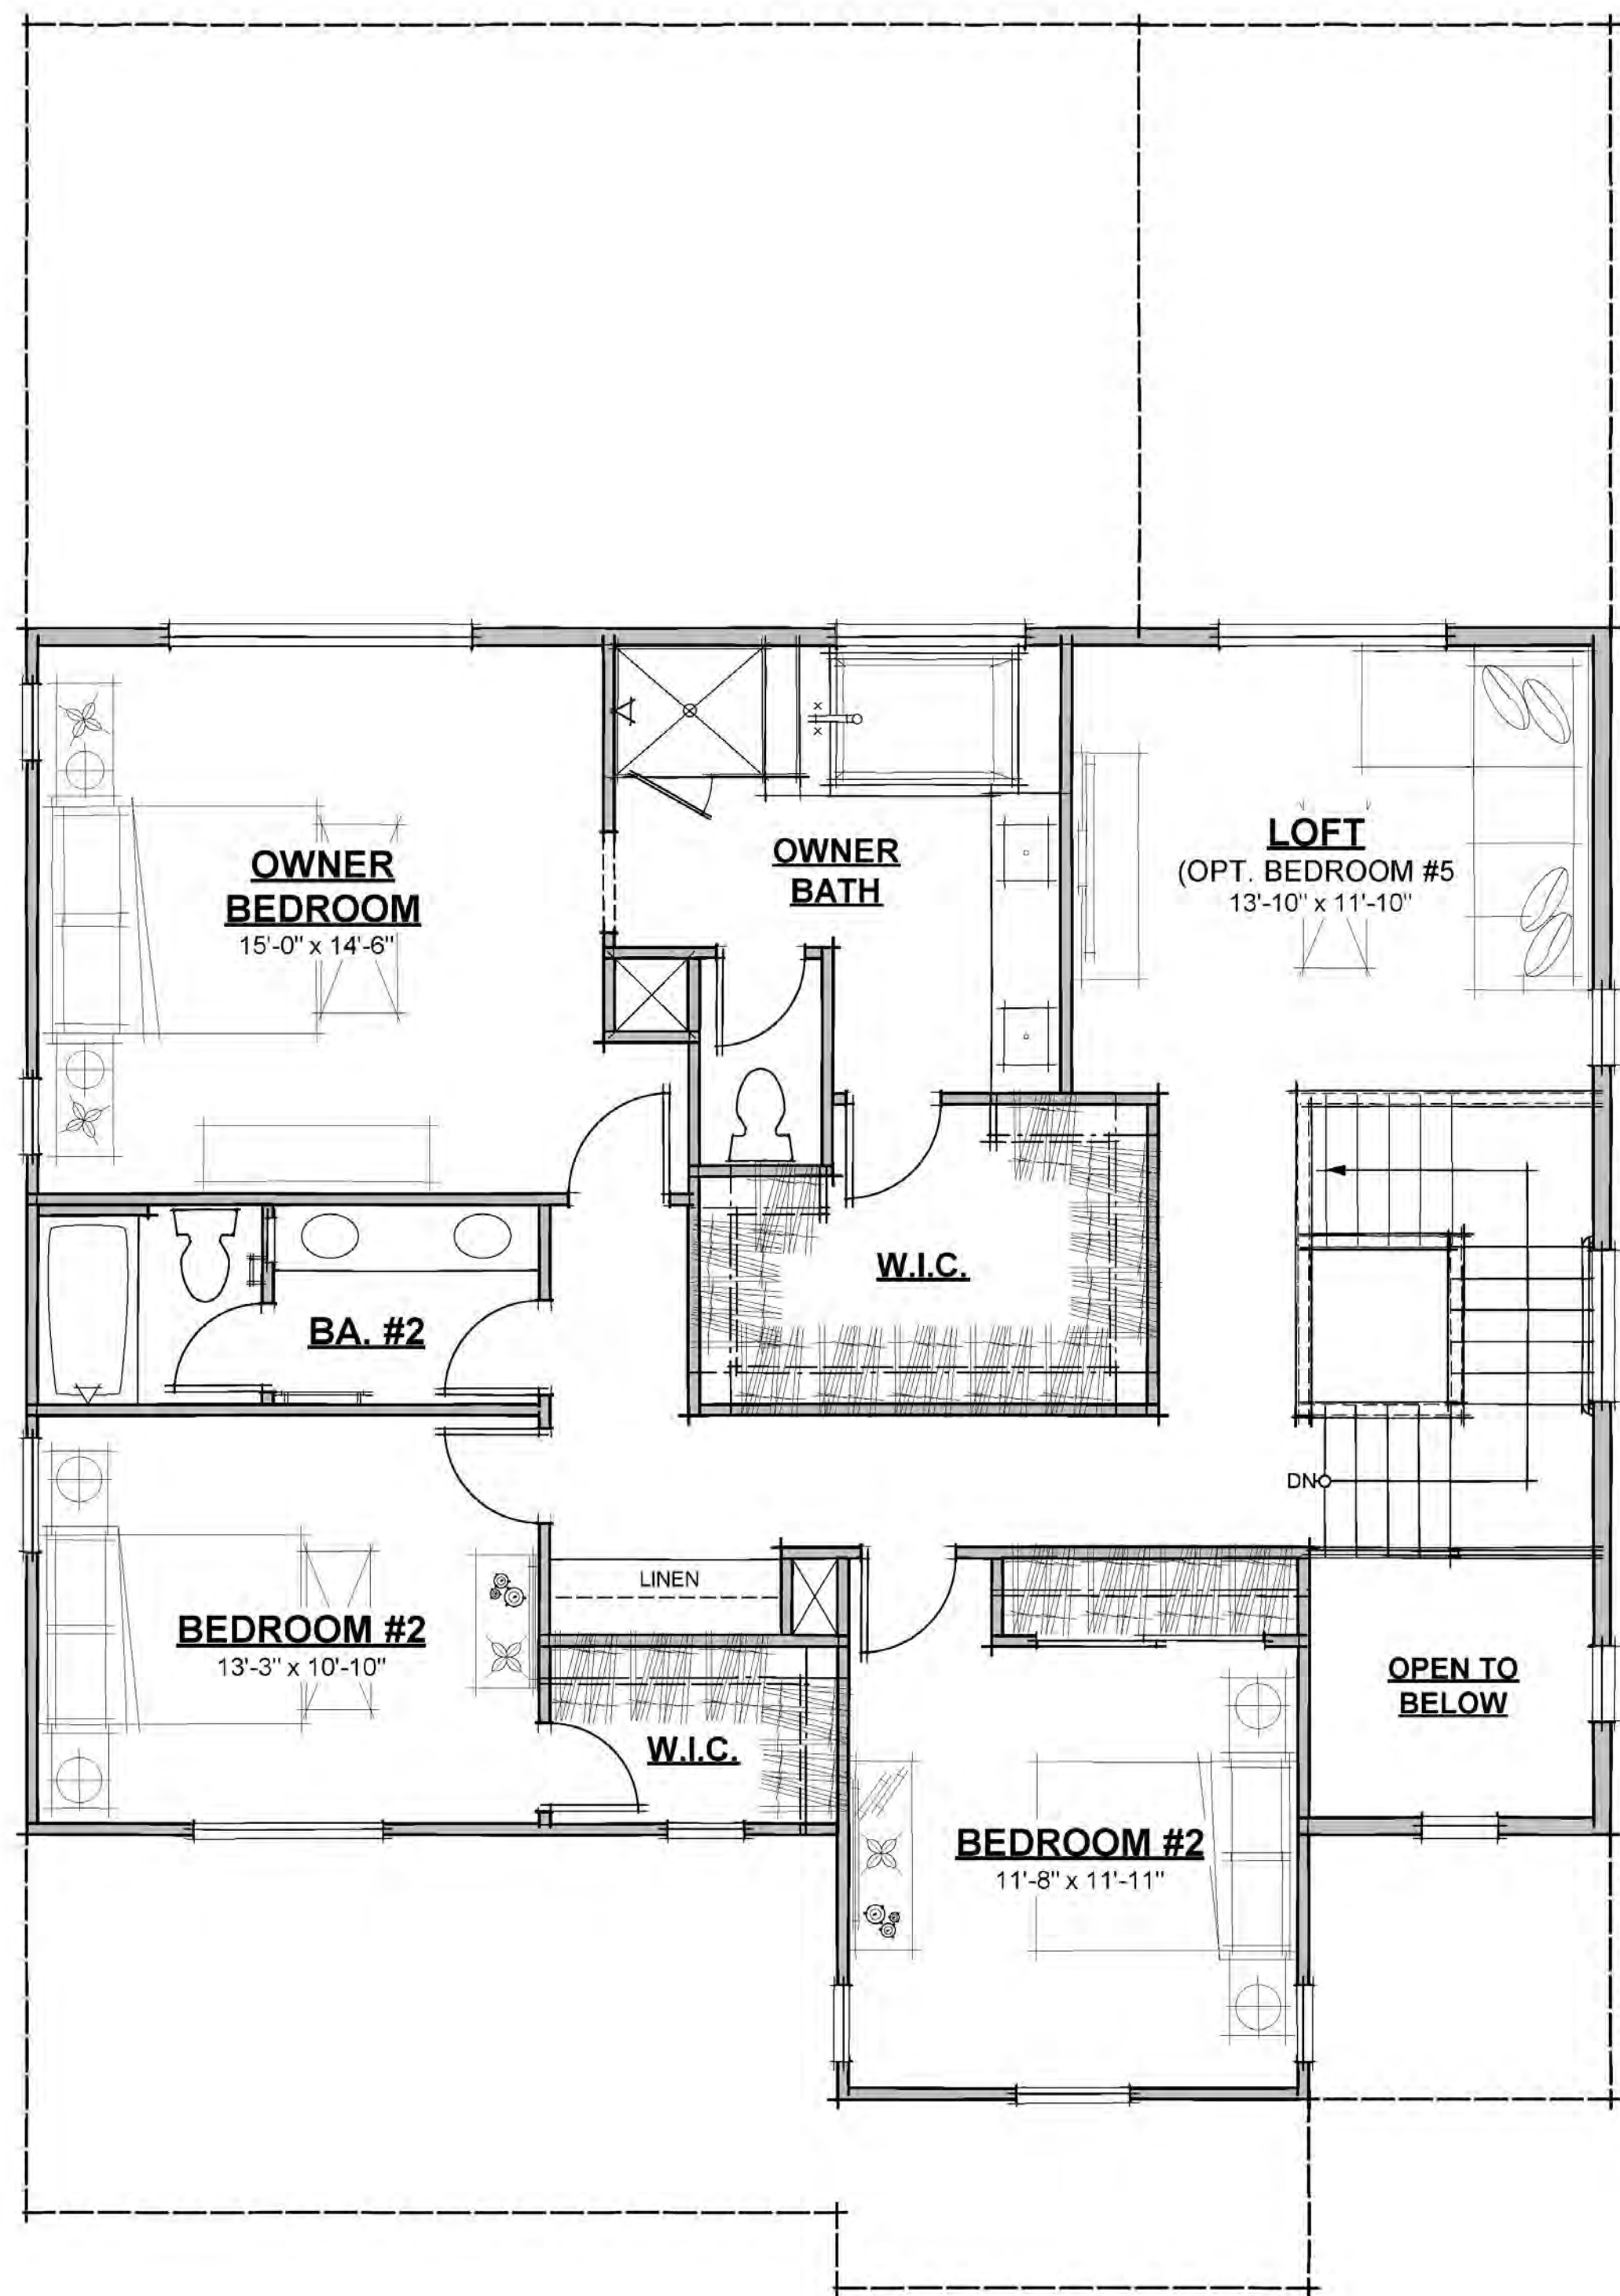 OWNER
BEDROOM
15'-0" x 14'-6"
OWNER
BATH
LOFT
(OPT. BEDROOM #5
13'-10" x 11'-10"
W.I.C.
BA. #2
DN
LINEN
BEDROOM #2
13'-3" x 10'-10"
W.I.C.
OPEN TO
BELOW
BEDROOM #2
11'-8" x 11'-11"